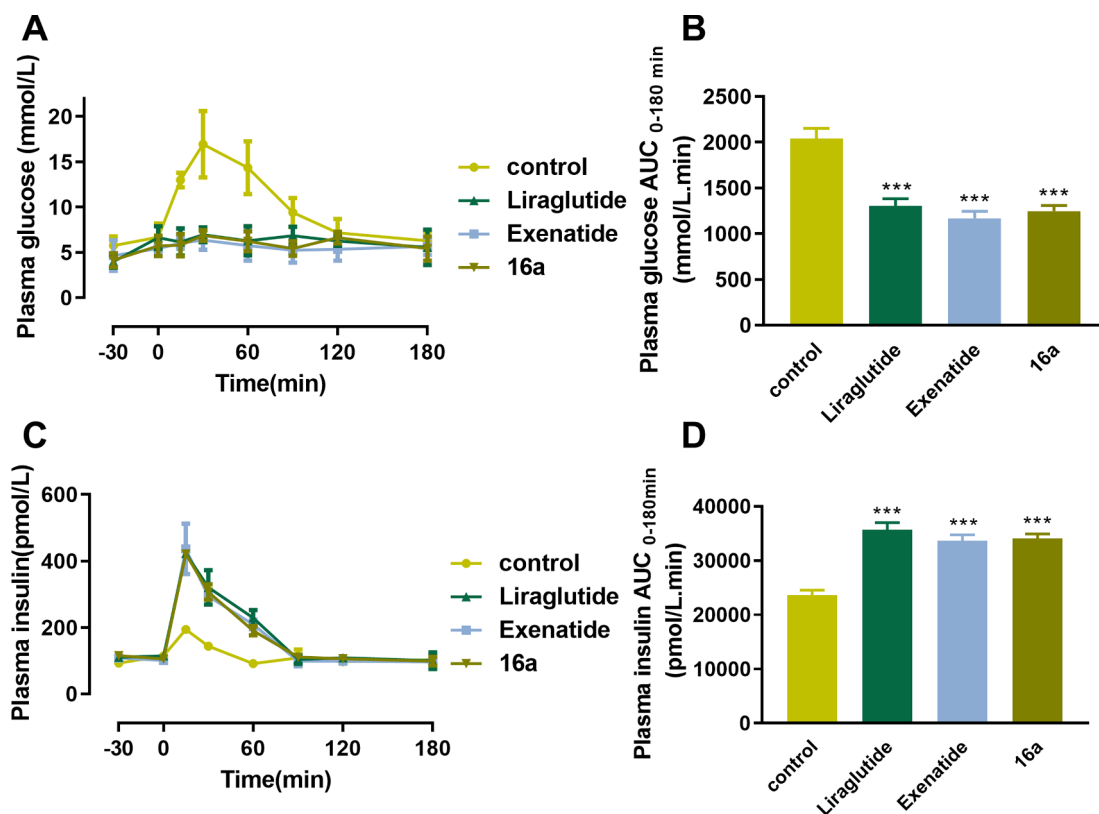 A
Plasma glucose (mmol/L)
20
15
10
5
0
-30 0 60 120 180
Time(min)
control
Liraglutide
Exenatide
16a
B
Plasma glucose AUC 0-180 min
(mmol/L.min)
2500
2000
1500
1000
500
0
*** *** ***
control Liraglutide Exenatide 16a
C
Plasma insulin(pmol/L)
600
400
200
0
-30 0 60 120 180
Time(min)
control
Liraglutide
Exenatide
16a
D
Plasma insulin AUC 0-180min
(pmol/L.min)
40000
30000
20000
10000
0
*** *** ***
control Liraglutide Exenatide 16a